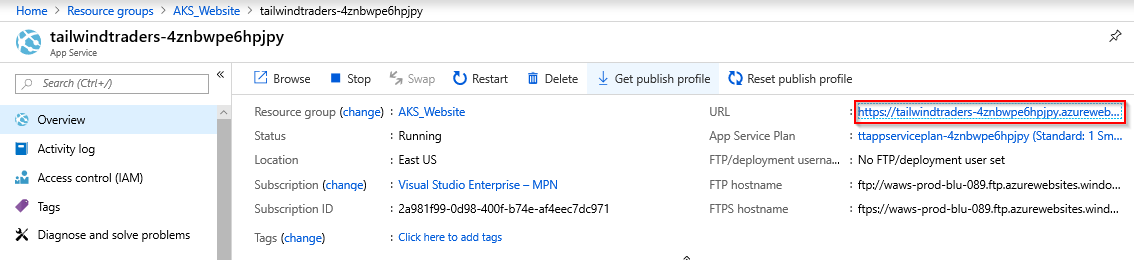 Home > Resource groups > AKS_Website > tailwindtraders-4znbwpe6hpjpy
tailwindtraders-4znbwpe6hpjpy
App Service
Search (Ctrl+/)
Overview
Activity log
Access control (IAM)
Tags
Diagnose and solve problems
Browse Stop Swap Restart Delete Get publish profile Reset publish profile
Resource group (change) : AKS_Website
Status : Running
Location : East US
Subscription (change) : Visual Studio Enterprise – MPN
Subscription ID : 2a981f99-0d98-400f-b74e-af4eec7dc971
Tags (change) : Click here to add tags
URL : https://tailwindtraders-4znbwpe6hpjpy.azureweb...
App Service Plan : ttappserviceplan-4znbwpe6hpjpy (Standard: 1 Sm...
FTP/deployment userna... : No FTP/deployment user set
FTP hostname : ftp://waws-prod-blu-089.ftp.azurewebsites.windo...
FTPS hostname : ftps://waws-prod-blu-089.ftp.azurewebsites.wind...